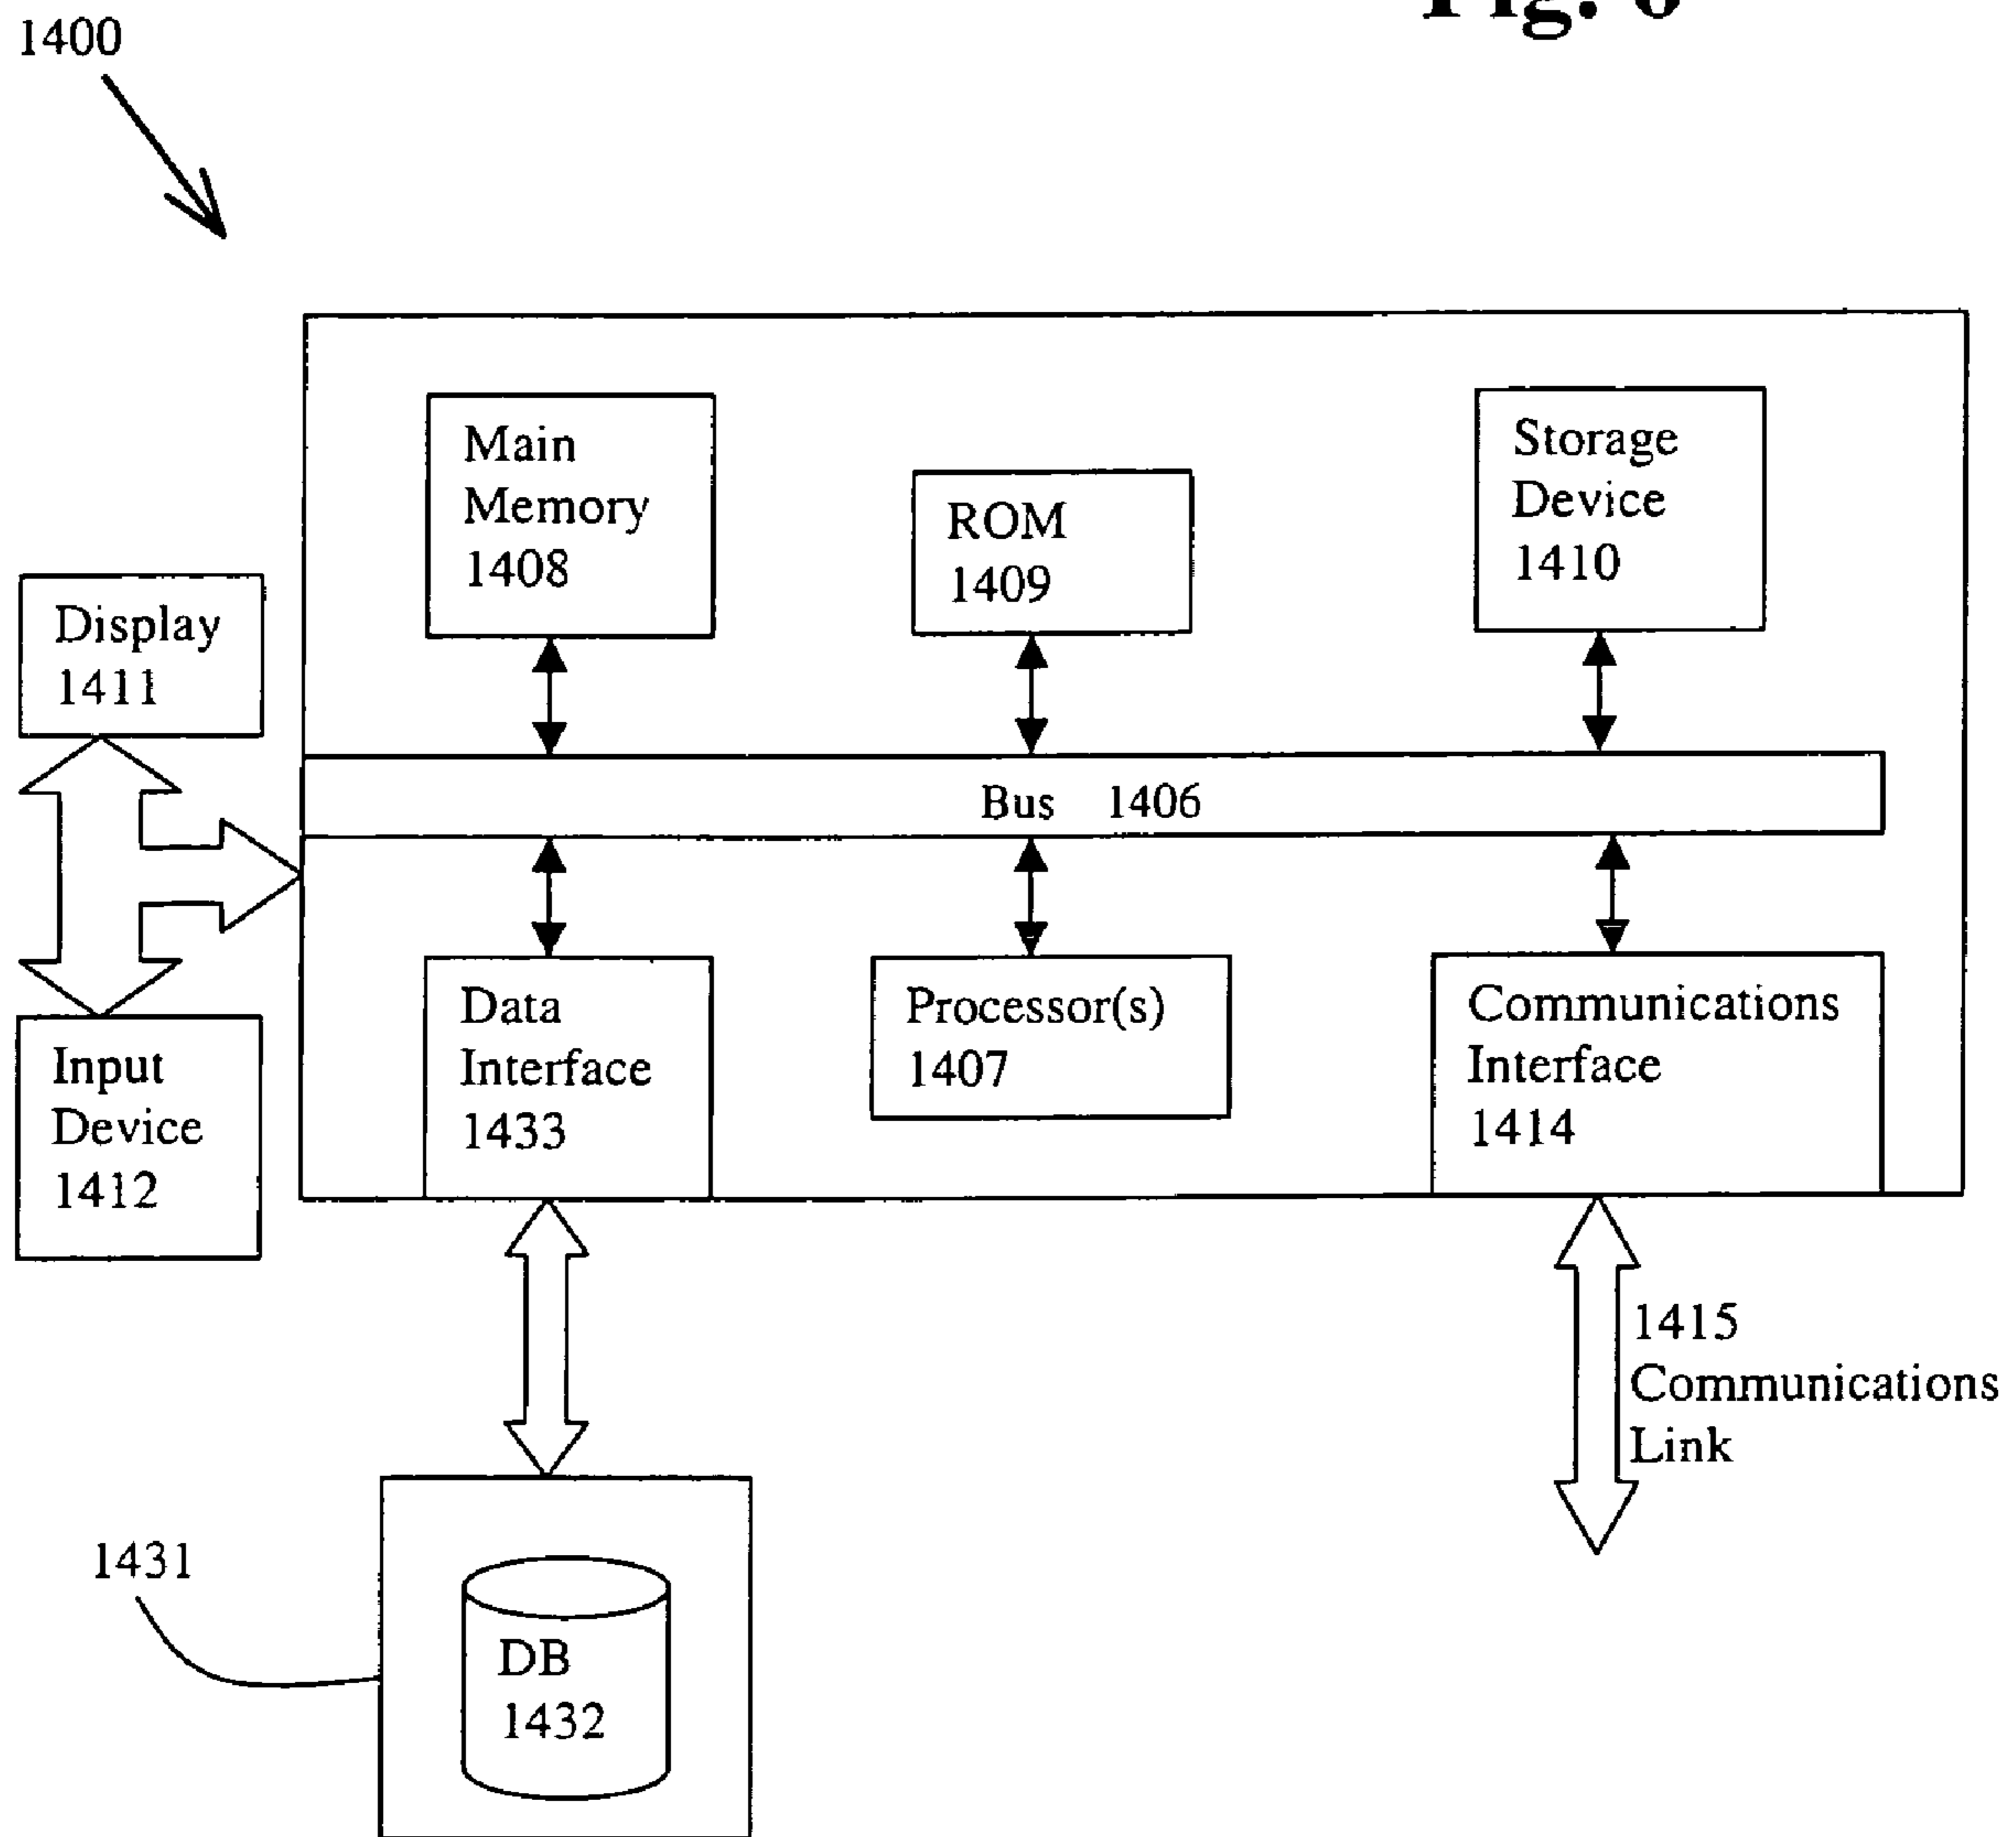 Fig.
1400
Main
Memory
1408
ROM
1409
Storage
Device
1410
Display
1411
Bus 1406
Input
Device
1412
Data
Interface
1433
Processor(s)
1407
Communications
Interface
1414
1415
Communications
Link
1431
DB
1432